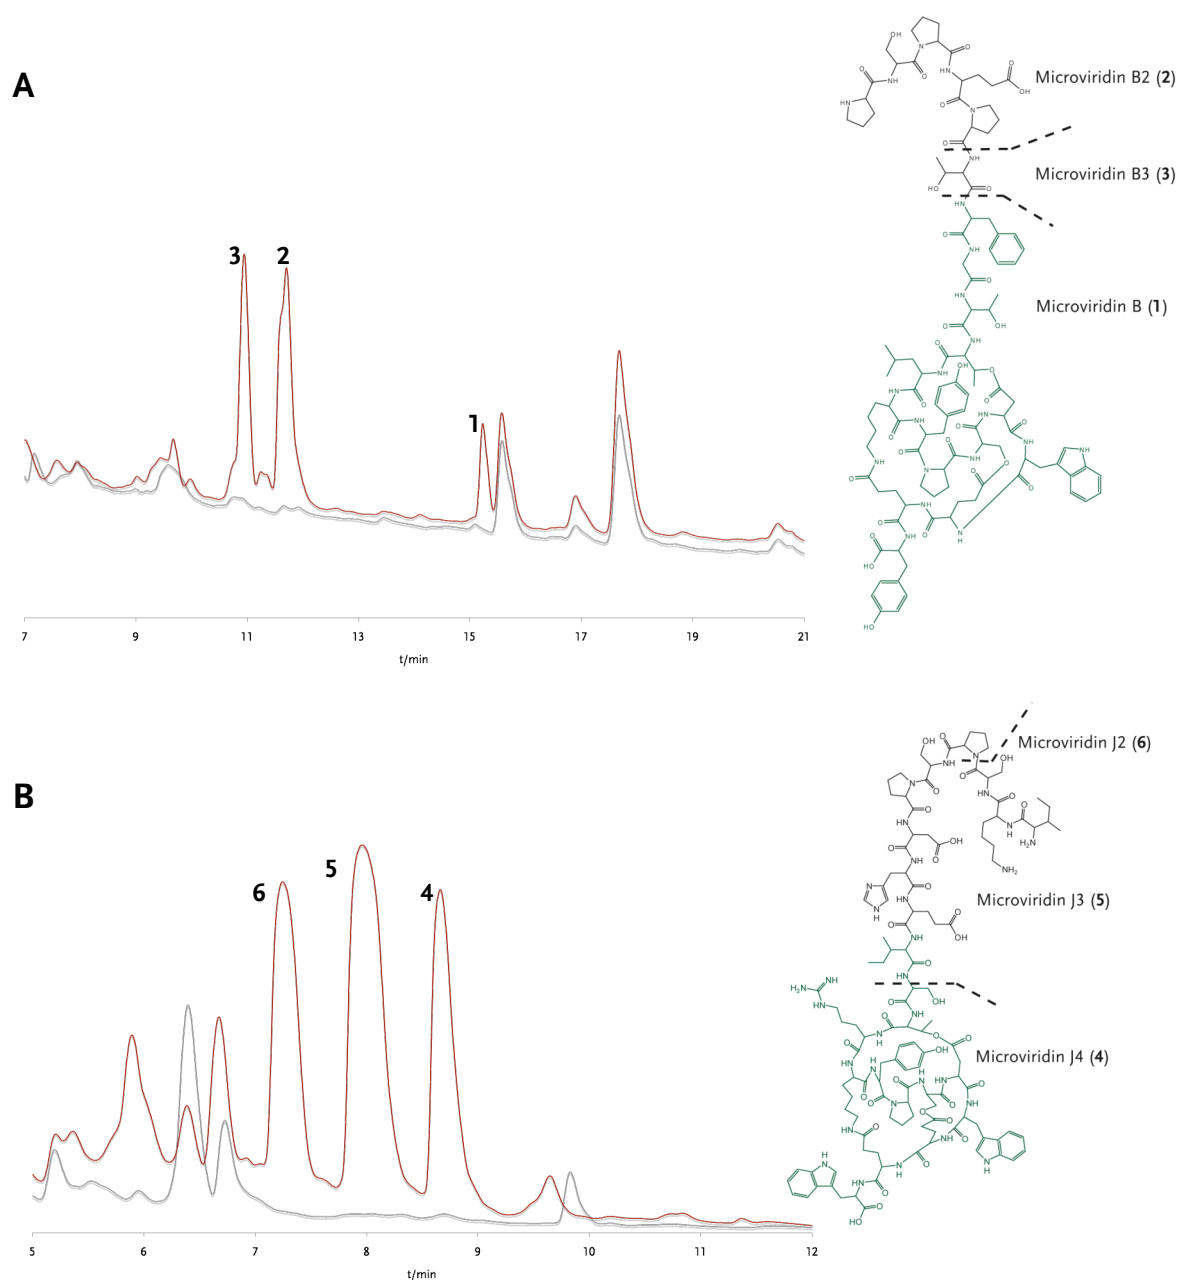 A
3
2
1
7 9 11 13 15 17 19 21
t/min
Microviridin B2 (2)
Microviridin B3 (3)
Microviridin B (1)
B
6
5
4
5 6 7 8 9 10 11 12
t/min
Microviridin J2 (6)
Microviridin J3 (5)
Microviridin J4 (4)